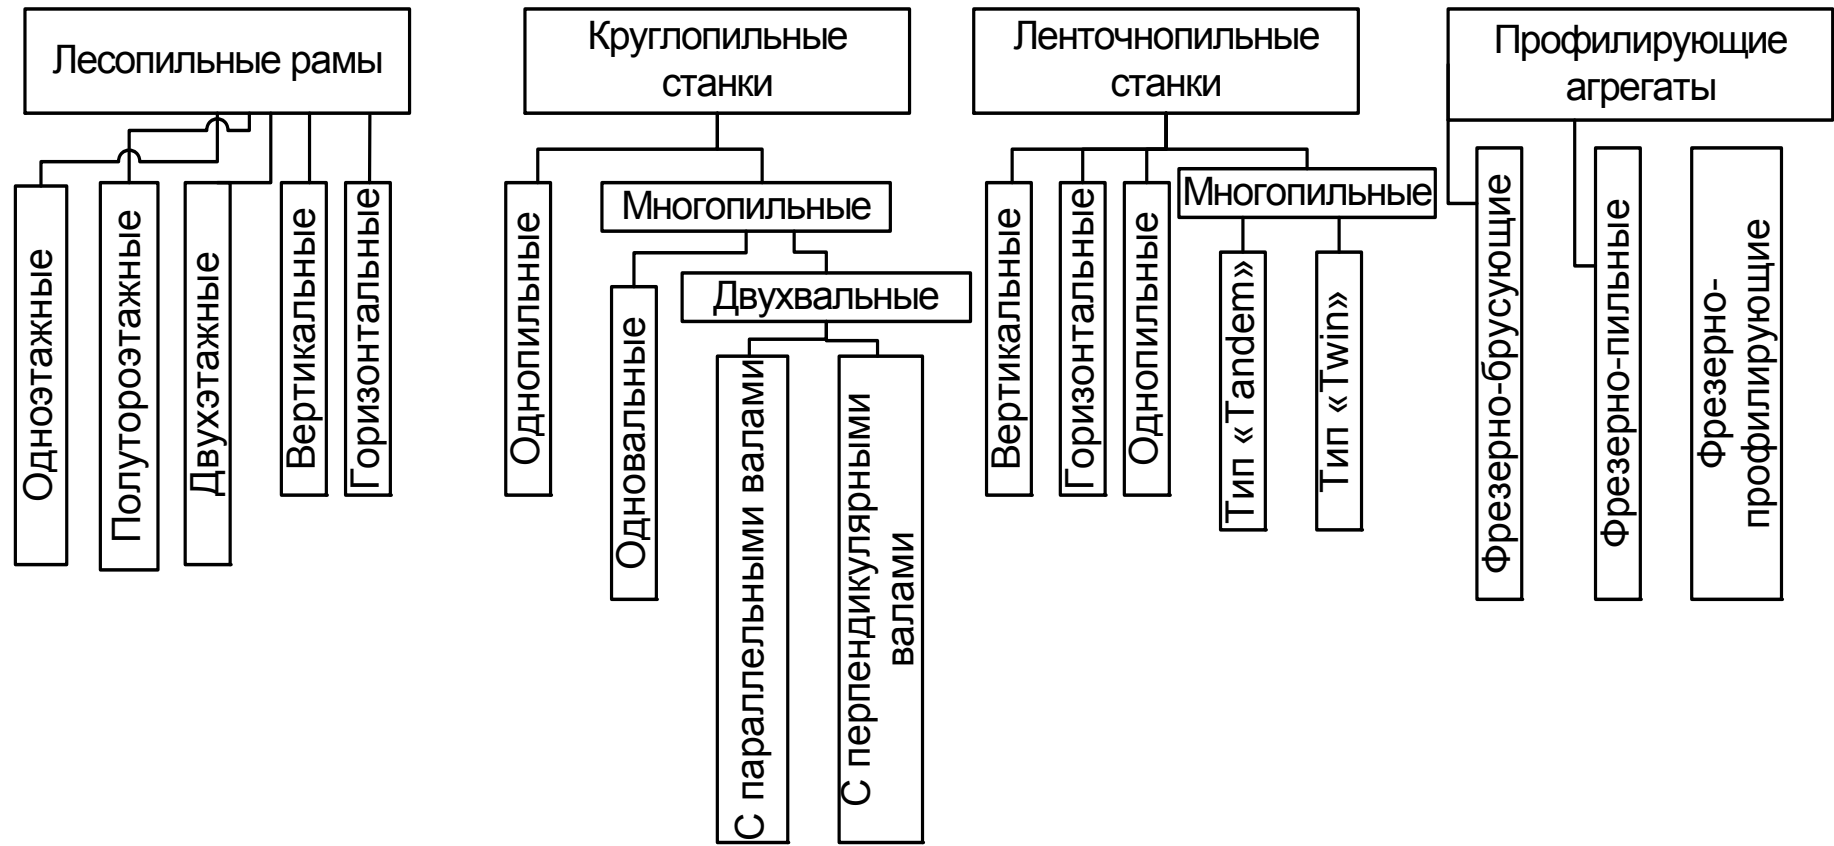 Лесопильные рамы
Одноэтажные
Полутороэтажные
Двухэтажные
Вертикальные
Горизонтальные
Круглопильные
станки
Однопильные
Многопильные
Одновальные
Двухвальные
С параллельными валами
С перпендикулярными
валами
Ленточнопильные
станки
Вертикальные
Горизонтальные
Однопильные
Многопильные
Тип «Tandem»
Тип «Twin»
Профилирующие
агрегаты
Фрезерно-брусующие
Фрезерно-пильные
Фрезерно-
профилирующие